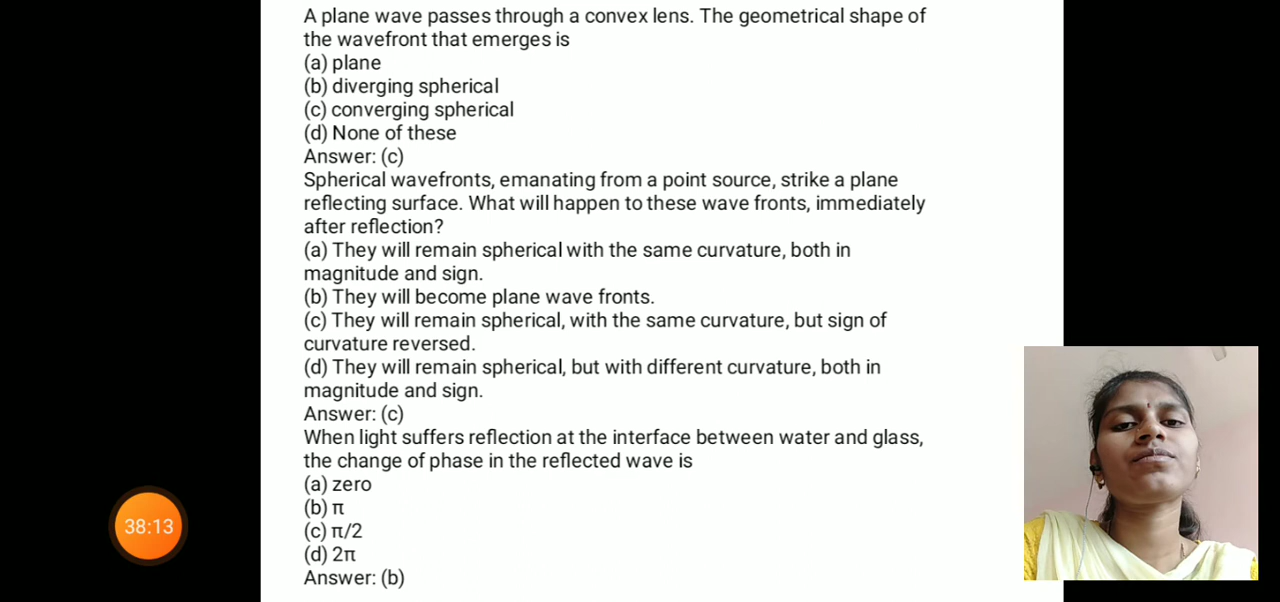 A plane wave passes through a convex lens. The geometrical shape of
the wavefront that emerges is
(a) plane
(b) diverging spherical
(c) converging spherical
(d) None of these
Answer: (c)
Spherical wavefronts, emanating from a point source, strike a plane
reflecting surface. What will happen to these wave fronts, immediately
after reflection?
(a) They will remain spherical with the same curvature, both in
magnitude and sign.
(b) They will become plane wave fronts.
(c) They will remain spherical, with the same curvature, but sign of
curvature reversed.
(d) They will remain spherical, but with different curvature, both in
magnitude and sign.
Answer: (c)
When light suffers reflection at the interface between water and glass,
the change of phase in the reflected wave is
(a) zero
(b) π
(c) π/2
(d) 2π
Answer: (b)
38:13